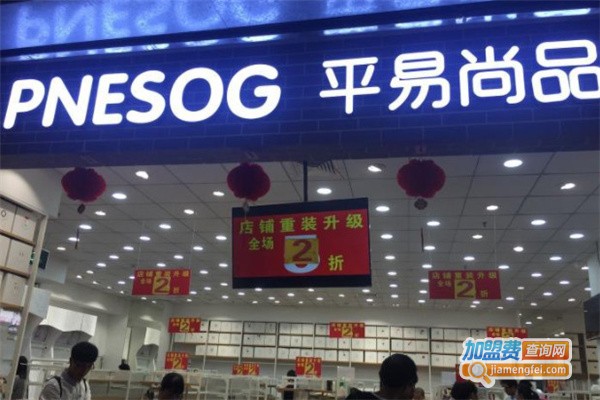 PNESOG 平易尚品
店铺重装升级
全场 2 折
店铺重装升级
全场 2 折
店铺重装升级
全场 2 折
加盟费查询网
jiamengfei.com